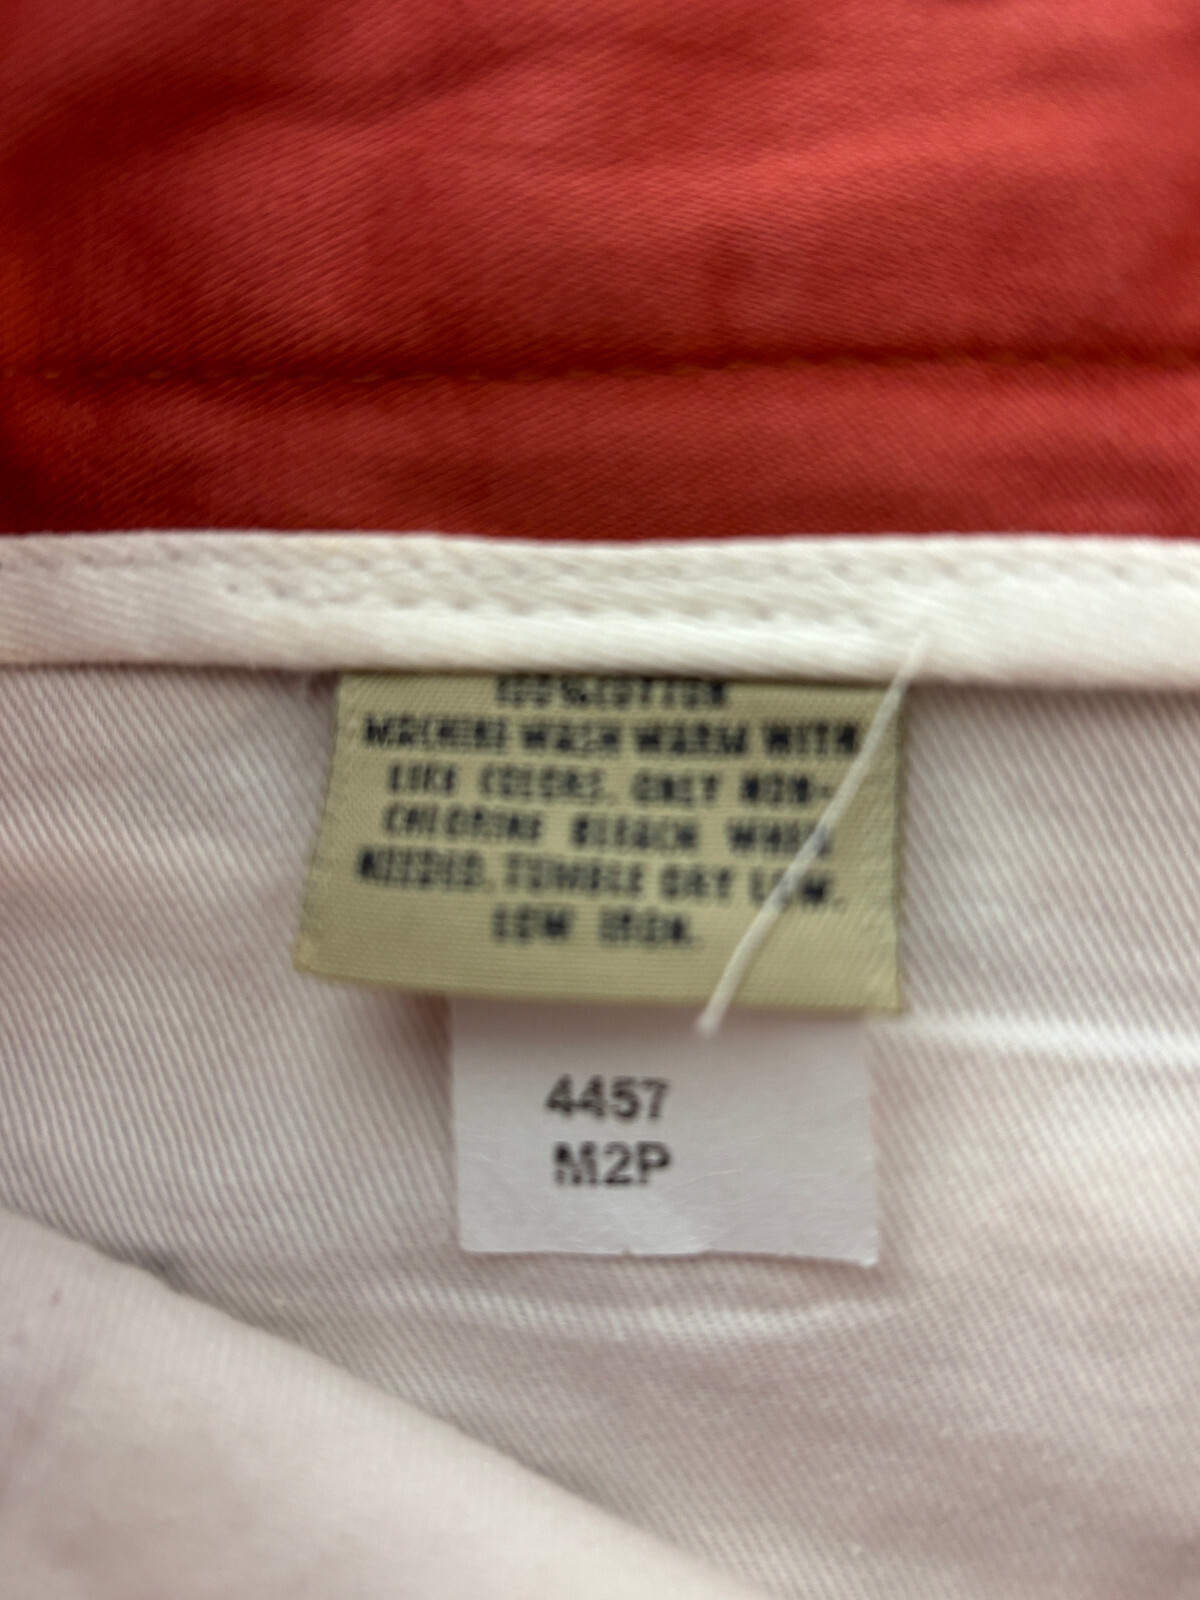 100% COTTON
MACHINE WASH WARM WITH
LIKE COLORS. ONLY NON-
CHLORINE BLEACH WHEN
NEEDED. TUMBLE DRY LOW.
LOW IRON.
4457
M2P